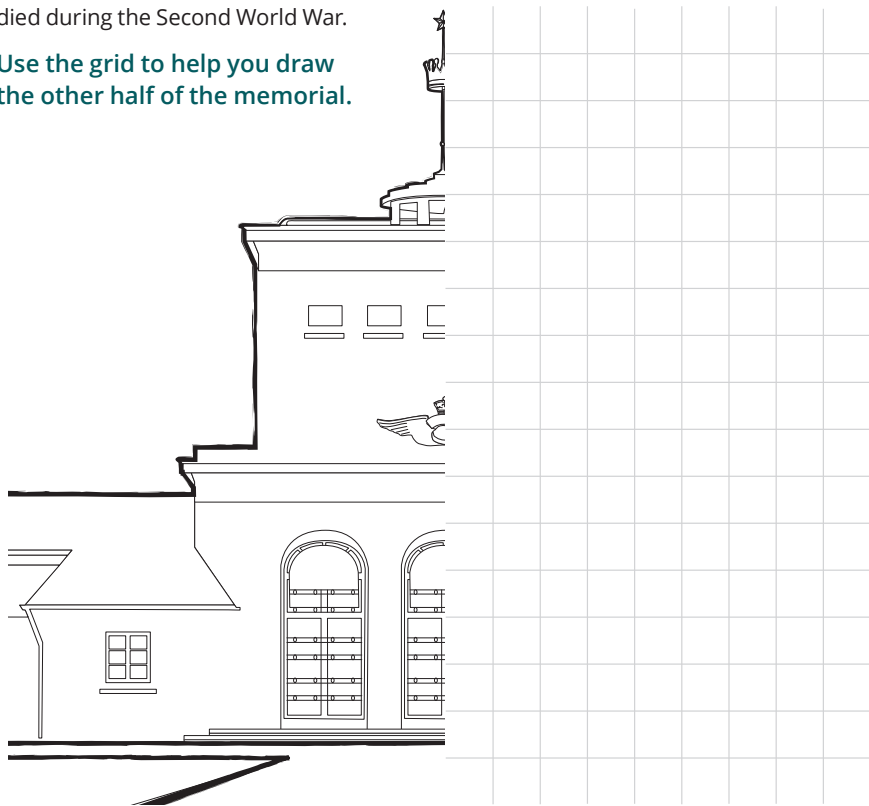 died during the Second World War.
Use the grid to help you draw
the other half of the memorial.